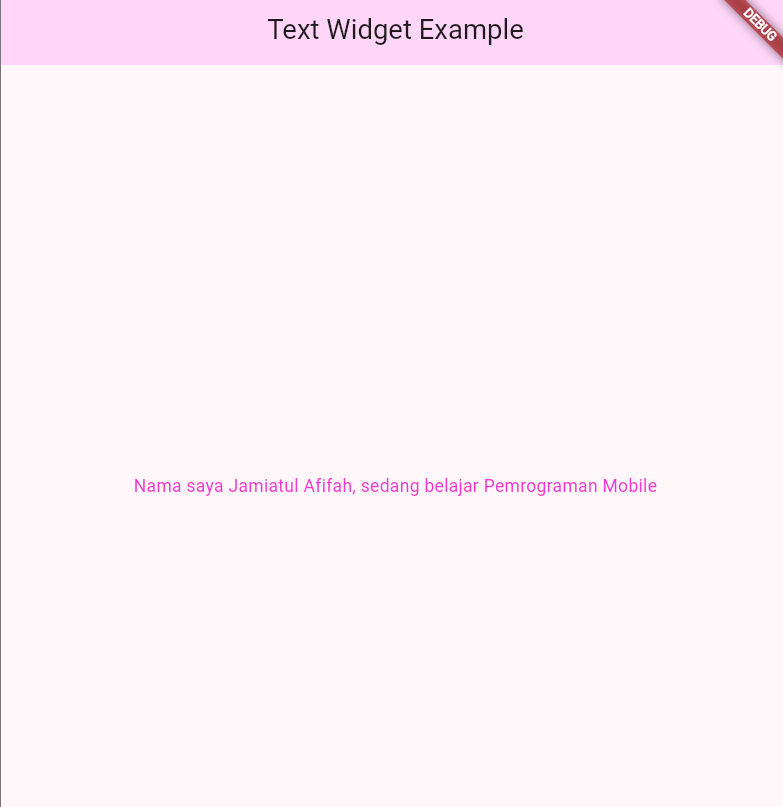 Text Widget Example
DEBUG
Nama saya Jamiatul Afifah, sedang belajar Pemrograman Mobile